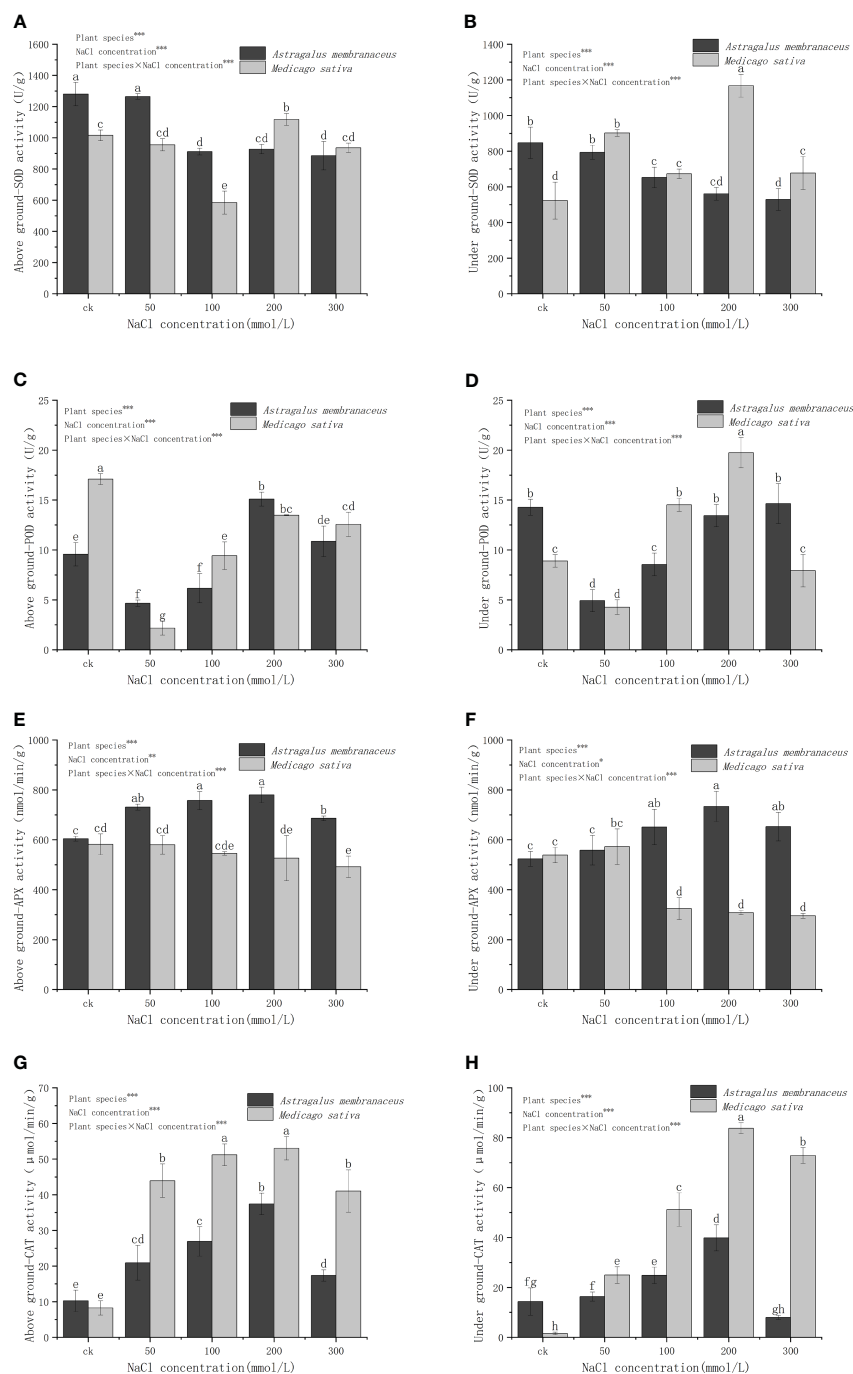 A
Plant species***
NaCl concentration***
Plant species×NaCl concentration***
Astragalus membranaceus
Medicago sativa
Above ground-SOD activity (U/g)
1600
1400
1200
1000
800
600
400
200
0
a
c
a
cd
d
e
d
b
d
cd
ck
50
100
200
300
NaCl concentration(mmol/L)
B
Plant species***
NaCl concentration***
Plant species×NaCl concentration***
Astragalus membranaceus
Medicago sativa
Under ground-SOD activity (U/g)
1400
1200
1000
800
600
400
200
0
b
d
b
b
c
c
cd
a
d
c
ck
50
100
200
300
NaCl concentration(mmol/L)
C
Plant species***
NaCl concentration***
Plant species×NaCl concentration***
Astragalus membranaceus
Medicago sativa
Above ground-POD activity (U/g)
25
20
15
10
5
0
e
a
f
g
f
e
b
bc
de
cd
ck
50
100
200
300
NaCl concentration(mmol/L)
D
Plant species***
NaCl concentration***
Plant species×NaCl concentration***
Astragalus membranaceus
Medicago sativa
Under ground-POD activity (U/g)
25
20
15
10
5
0
b
c
d
d
c
b
b
a
b
c
ck
50
100
200
300
NaCl concentration(mmol/L)
E
Plant species***
NaCl concentration**
Plant species×NaCl concentration***
Astragalus membranaceus
Medicago sativa
Above ground-APX activity (nmol/min/g)
1000
800
600
400
200
0
c
cd
ab
cd
a
cde
a
de
b
e
ck
50
100
200
300
NaCl concentration(mmol/L)
F
Plant species***
NaCl concentration*
Plant species×NaCl concentration***
Astragalus membranaceus
Medicago sativa
Under ground-APX activity (nmol/min/g)
1000
800
600
400
200
0
c
c
c
bc
ab
d
a
d
ab
d
ck
50
100
200
300
NaCl concentration(mmol/L)
G
Plant species***
NaCl concentration***
Plant species×NaCl concentration***
Astragalus membranaceus
Medicago sativa
Above ground-CAT activity (μmol/min/g)
70
60
50
40
30
20
10
0
e
e
cd
b
c
a
b
a
d
b
ck
50
100
200
300
NaCl concentration(mmol/L)
H
Plant species***
NaCl concentration***
Plant species×NaCl concentration***
Astragalus membranaceus
Medicago sativa
Under ground-CAT activity (μmol/min/g)
100
80
60
40
20
0
fg
h
f
e
e
c
d
a
gh
b
ck
50
100
200
300
NaCl concentration(mmol/L)